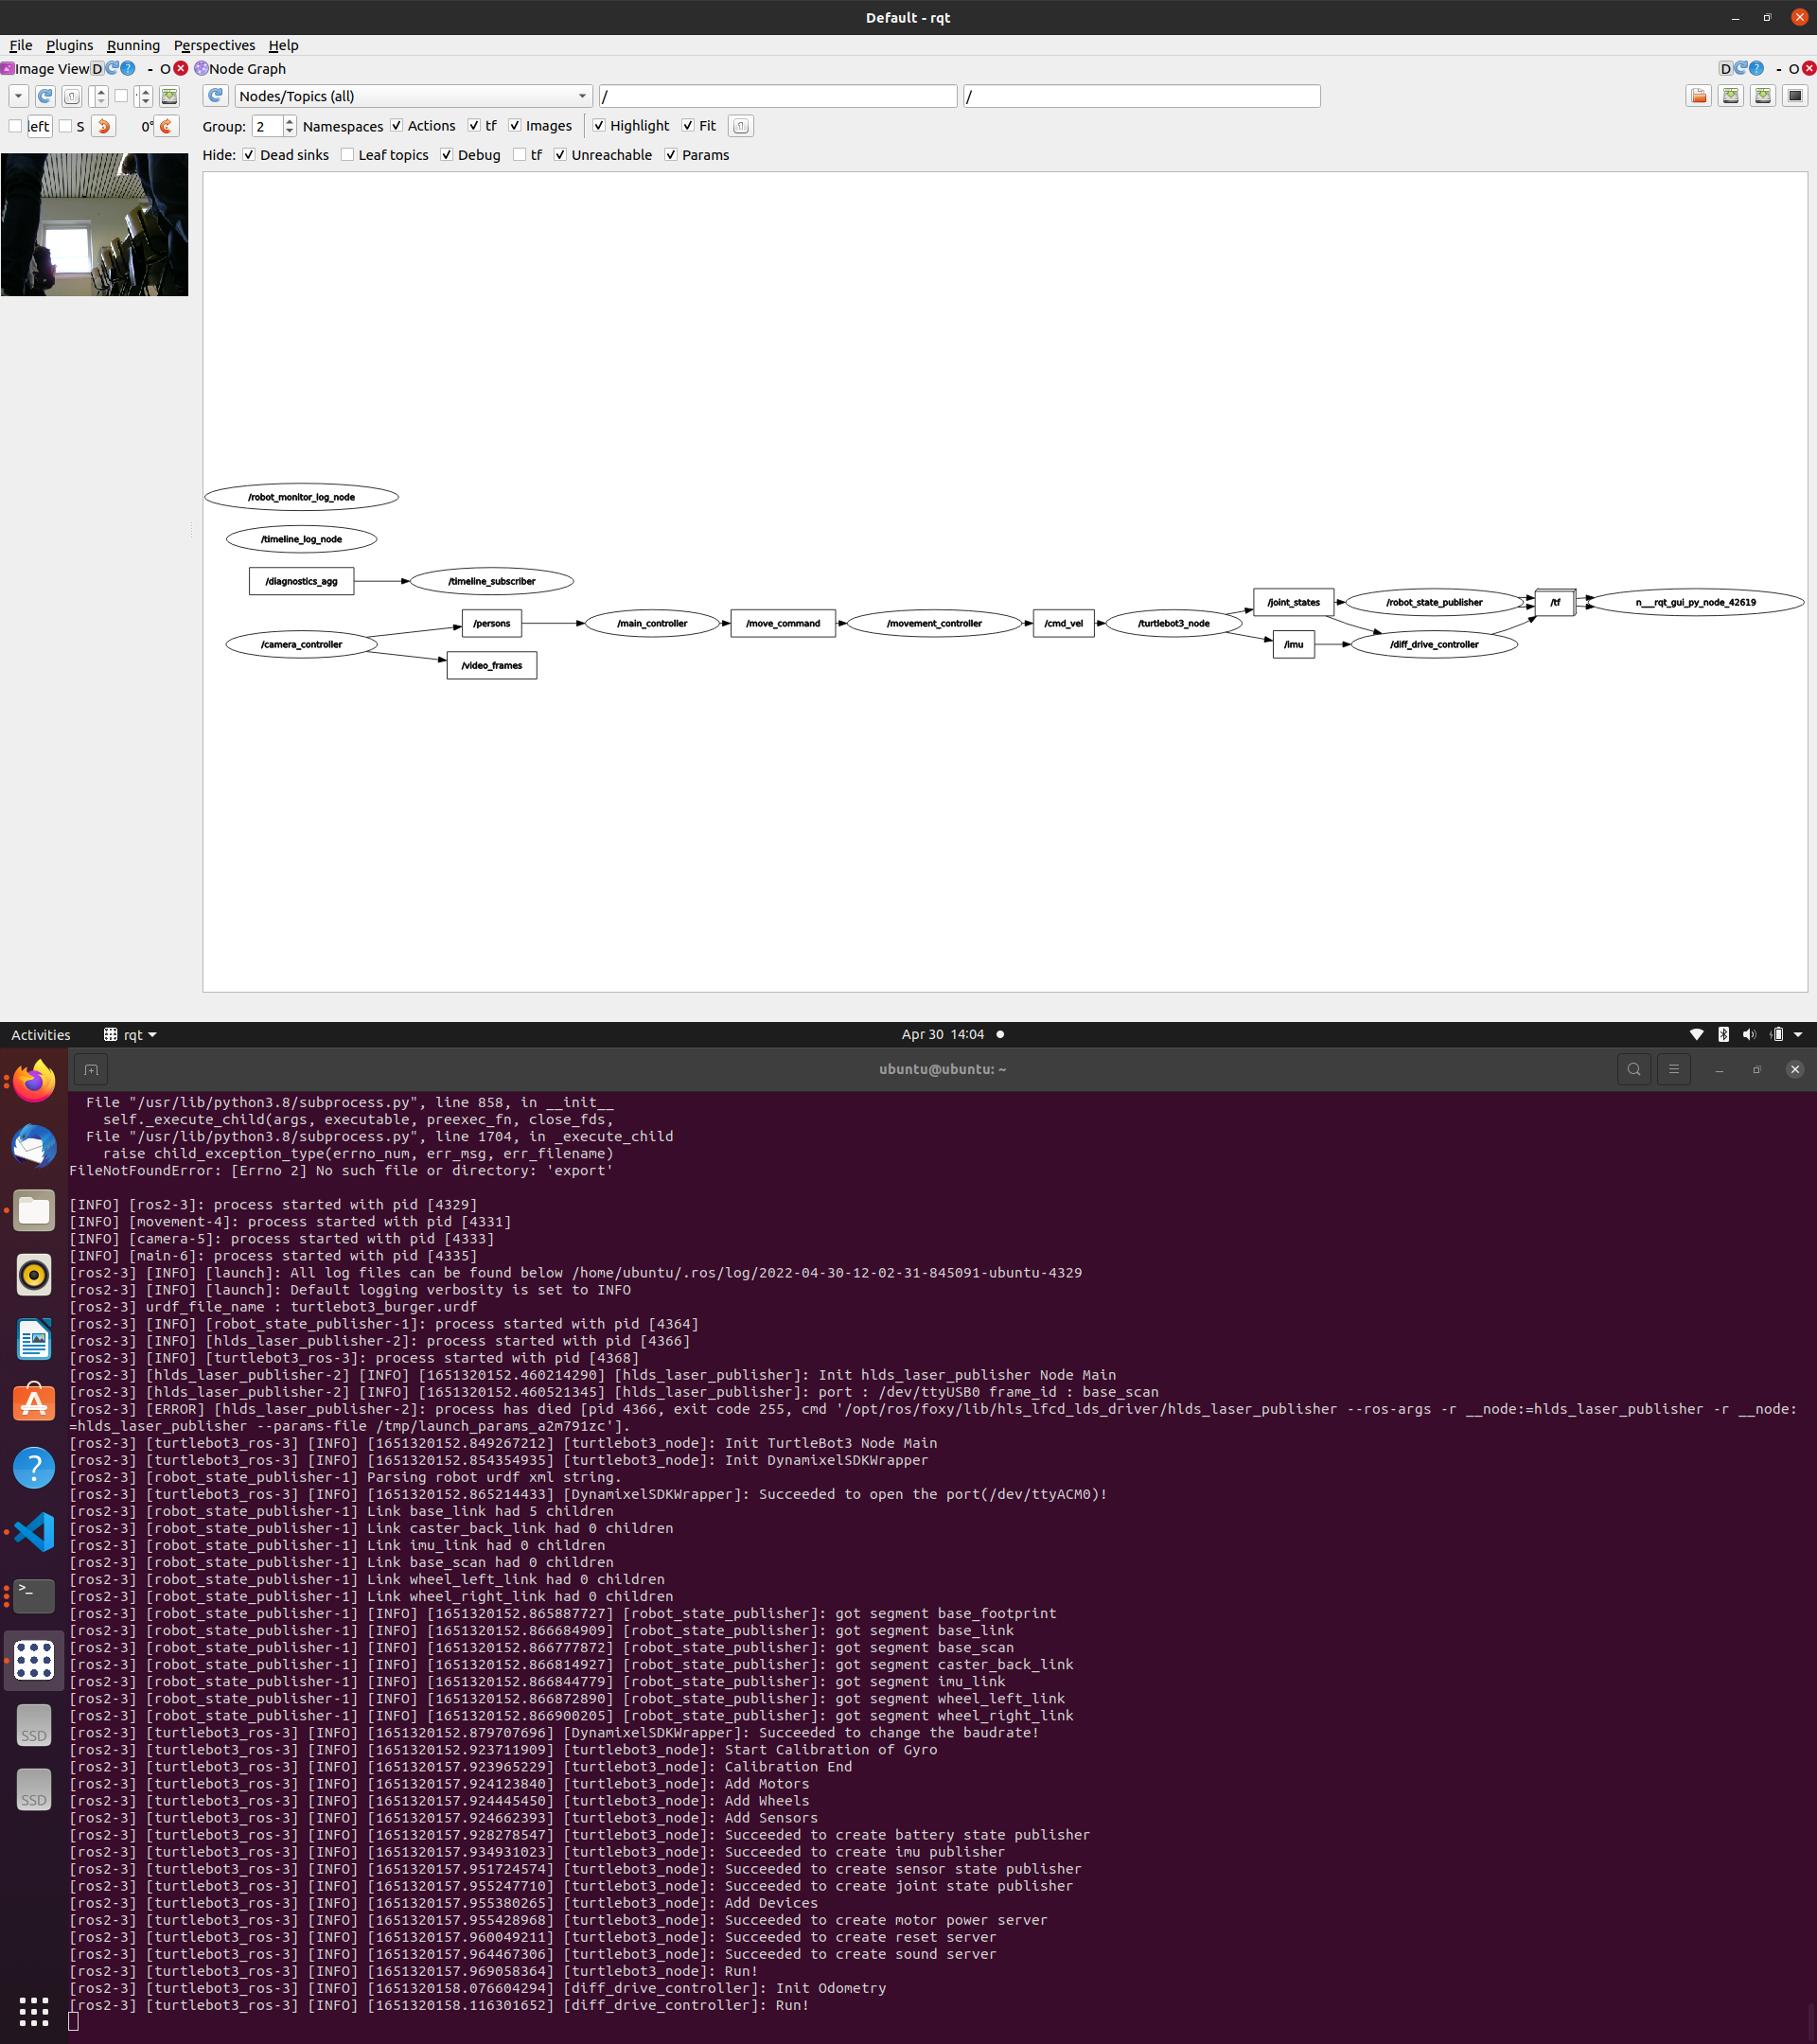 Default - rqt
File Plugins Running Perspectives Help
Image View D - O Node Graph D - O
Nodes/Topics (all) / /
left S 0° Group: 2 Namespaces Actions tf Images Highlight Fit
Hide: Dead sinks Leaf topics Debug tf Unreachable Params
/robot_monitor_log_node
/timeline_log_node
/diagnostics_agg /timeline_subscriber
/joint_states /robot_state_publisher /tf n___rqt_gui_py_node_42619
/persons /main_controller /move_command /movement_controller /cmd_vel /turtlebot3_node
/camera_controller /imu /diff_drive_controller
/video_frames
Activities rqt Apr 30 14:04
ubuntu@ubuntu: ~
File "/usr/lib/python3.8/subprocess.py", line 858, in __init__
self._execute_child(args, executable, preexec_fn, close_fds,
File "/usr/lib/python3.8/subprocess.py", line 1704, in _execute_child
raise child_exception_type(errno_num, err_msg, err_filename)
FileNotFoundError: [Errno 2] No such file or directory: 'export'
[INFO] [ros2-3]: process started with pid [4329]
[INFO] [movement-4]: process started with pid [4331]
[INFO] [camera-5]: process started with pid [4333]
[INFO] [main-6]: process started with pid [4335]
[ros2-3] [INFO] [launch]: All log files can be found below /home/ubuntu/.ros/log/2022-04-30-12-02-31-845091-ubuntu-4329
[ros2-3] [INFO] [launch]: Default logging verbosity is set to INFO
[ros2-3] urdf_file_name : turtlebot3_burger.urdf
[ros2-3] [INFO] [robot_state_publisher-1]: process started with pid [4364]
[ros2-3] [INFO] [hlds_laser_publisher-2]: process started with pid [4366]
[ros2-3] [INFO] [turtlebot3_ros-3]: process started with pid [4368]
[ros2-3] [hlds_laser_publisher-2] [INFO] [1651320152.460214290] [hlds_laser_publisher]: Init hlds_laser_publisher Node Main
[ros2-3] [hlds_laser_publisher-2] [INFO] [1651320152.460521345] [hlds_laser_publisher]: port : /dev/ttyUSB0 frame_id : base_scan
[ros2-3] [ERROR] [hlds_laser_publisher-2]: process has died [pid 4366, exit code 255, cmd '/opt/ros/foxy/lib/hls_lfcd_lds_driver/hlds_laser_publisher --ros-args -r __node:=hlds_laser_publisher -r __node:
=hlds_laser_publisher --params-file /tmp/launch_params_a2m791zc'].
[ros2-3] [turtlebot3_ros-3] [INFO] [1651320152.849267212] [turtlebot3_node]: Init TurtleBot3 Node Main
[ros2-3] [turtlebot3_ros-3] [INFO] [1651320152.854354935] [turtlebot3_node]: Init DynamixelSDKWrapper
[ros2-3] [robot_state_publisher-1] Parsing robot urdf xml string.
[ros2-3] [turtlebot3_ros-3] [INFO] [1651320152.865214433] [DynamixelSDKWrapper]: Succeeded to open the port(/dev/ttyACM0)!
[ros2-3] [robot_state_publisher-1] Link base_link had 5 children
[ros2-3] [robot_state_publisher-1] Link caster_back_link had 0 children
[ros2-3] [robot_state_publisher-1] Link imu_link had 0 children
[ros2-3] [robot_state_publisher-1] Link base_scan had 0 children
[ros2-3] [robot_state_publisher-1] Link wheel_left_link had 0 children
[ros2-3] [robot_state_publisher-1] Link wheel_right_link had 0 children
[ros2-3] [robot_state_publisher-1] [INFO] [1651320152.865887727] [robot_state_publisher]: got segment base_footprint
[ros2-3] [robot_state_publisher-1] [INFO] [1651320152.866684909] [robot_state_publisher]: got segment base_link
[ros2-3] [robot_state_publisher-1] [INFO] [1651320152.866777872] [robot_state_publisher]: got segment base_scan
[ros2-3] [robot_state_publisher-1] [INFO] [1651320152.866814927] [robot_state_publisher]: got segment caster_back_link
[ros2-3] [robot_state_publisher-1] [INFO] [1651320152.866844779] [robot_state_publisher]: got segment imu_link
[ros2-3] [robot_state_publisher-1] [INFO] [1651320152.866872890] [robot_state_publisher]: got segment wheel_left_link
[ros2-3] [robot_state_publisher-1] [INFO] [1651320152.866900205] [robot_state_publisher]: got segment wheel_right_link
[ros2-3] [turtlebot3_ros-3] [INFO] [1651320152.879707696] [DynamixelSDKWrapper]: Succeeded to change the baudrate!
[ros2-3] [turtlebot3_ros-3] [INFO] [1651320152.923711909] [turtlebot3_node]: Start Calibration of Gyro
[ros2-3] [turtlebot3_ros-3] [INFO] [1651320157.923965229] [turtlebot3_node]: Calibration End
[ros2-3] [turtlebot3_ros-3] [INFO] [1651320157.924123840] [turtlebot3_node]: Add Motors
[ros2-3] [turtlebot3_ros-3] [INFO] [1651320157.924445450] [turtlebot3_node]: Add Wheels
[ros2-3] [turtlebot3_ros-3] [INFO] [1651320157.924662393] [turtlebot3_node]: Add Sensors
[ros2-3] [turtlebot3_ros-3] [INFO] [1651320157.928278547] [turtlebot3_node]: Succeeded to create battery state publisher
[ros2-3] [turtlebot3_ros-3] [INFO] [1651320157.934931023] [turtlebot3_node]: Succeeded to create imu publisher
[ros2-3] [turtlebot3_ros-3] [INFO] [1651320157.951724574] [turtlebot3_node]: Succeeded to create sensor state publisher
[ros2-3] [turtlebot3_ros-3] [INFO] [1651320157.955247710] [turtlebot3_node]: Succeeded to create joint state publisher
[ros2-3] [turtlebot3_ros-3] [INFO] [1651320157.955380265] [turtlebot3_node]: Add Devices
[ros2-3] [turtlebot3_ros-3] [INFO] [1651320157.955428968] [turtlebot3_node]: Succeeded to create motor power server
[ros2-3] [turtlebot3_ros-3] [INFO] [1651320157.960049211] [turtlebot3_node]: Succeeded to create reset server
[ros2-3] [turtlebot3_ros-3] [INFO] [1651320157.964467306] [turtlebot3_node]: Succeeded to create sound server
[ros2-3] [turtlebot3_ros-3] [INFO] [1651320157.969058364] [turtlebot3_node]: Run!
[ros2-3] [turtlebot3_ros-3] [INFO] [1651320158.076604294] [diff_drive_controller]: Init Odometry
[ros2-3] [turtlebot3_ros-3] [INFO] [1651320158.116301652] [diff_drive_controller]: Run!
SSD
SSD